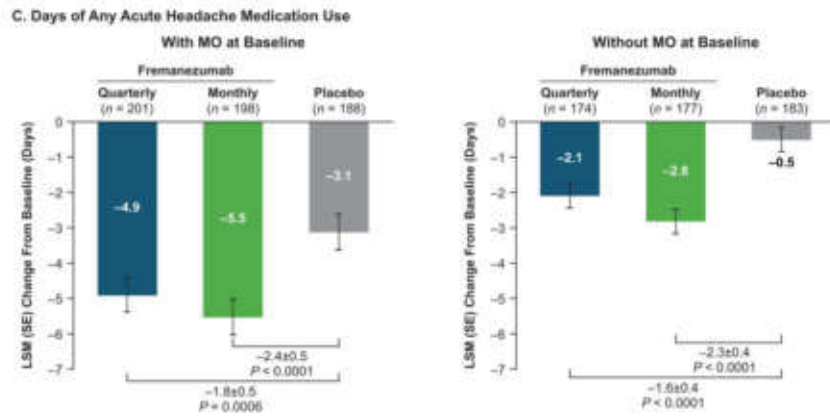 C. Days of Any Acute Headache Medication Use
With MO at Baseline
Fremanezumab
Quarterly Monthly Placebo
(n = 201) (n = 198) (n = 188)
LSM (SE) Change From Baseline (Days)
0
−1
−2
−3
−4
−5
−6
−7
−4.9
−5.5
−3.1
−2.4±0.5
P < 0.0001
−1.8±0.5
P = 0.0006
Without MO at Baseline
Fremanezumab
Quarterly Monthly Placebo
(n = 174) (n = 177) (n = 183)
LSM (SE) Change From Baseline (Days)
0
−1
−2
−3
−4
−5
−6
−7
−2.1
−2.8
−0.5
−2.3±0.4
P < 0.0001
−1.6±0.4
P < 0.0001